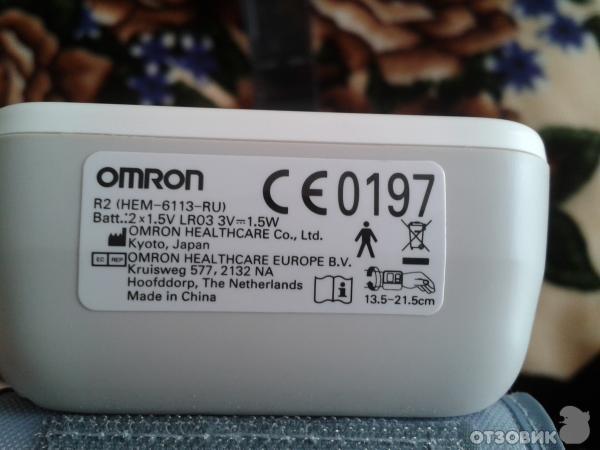 OMRON
CE0197
R2 (HEM-6113-RU)
Batt.:2×1.5V LR03 3V⎓1.5W
OMRON HEALTHCARE Co., Ltd.
Kyoto, Japan
EC REP OMRON HEALTHCARE EUROPE B.V.
Kruisweg 577, 2132 NA
Hoofddorp, The Netherlands
Made in China
13.5-21.5cm
ОТЗОВИК